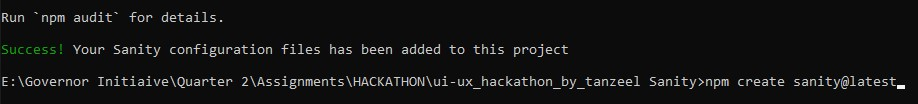 Run `npm audit` for details.
Success! Your Sanity configuration files has been added to this project
E:\Governor Initiaive\Quarter 2\Assignments\HACKATHON\ui-ux_hackathon_by_tanzeel Sanity>npm create sanity@latest